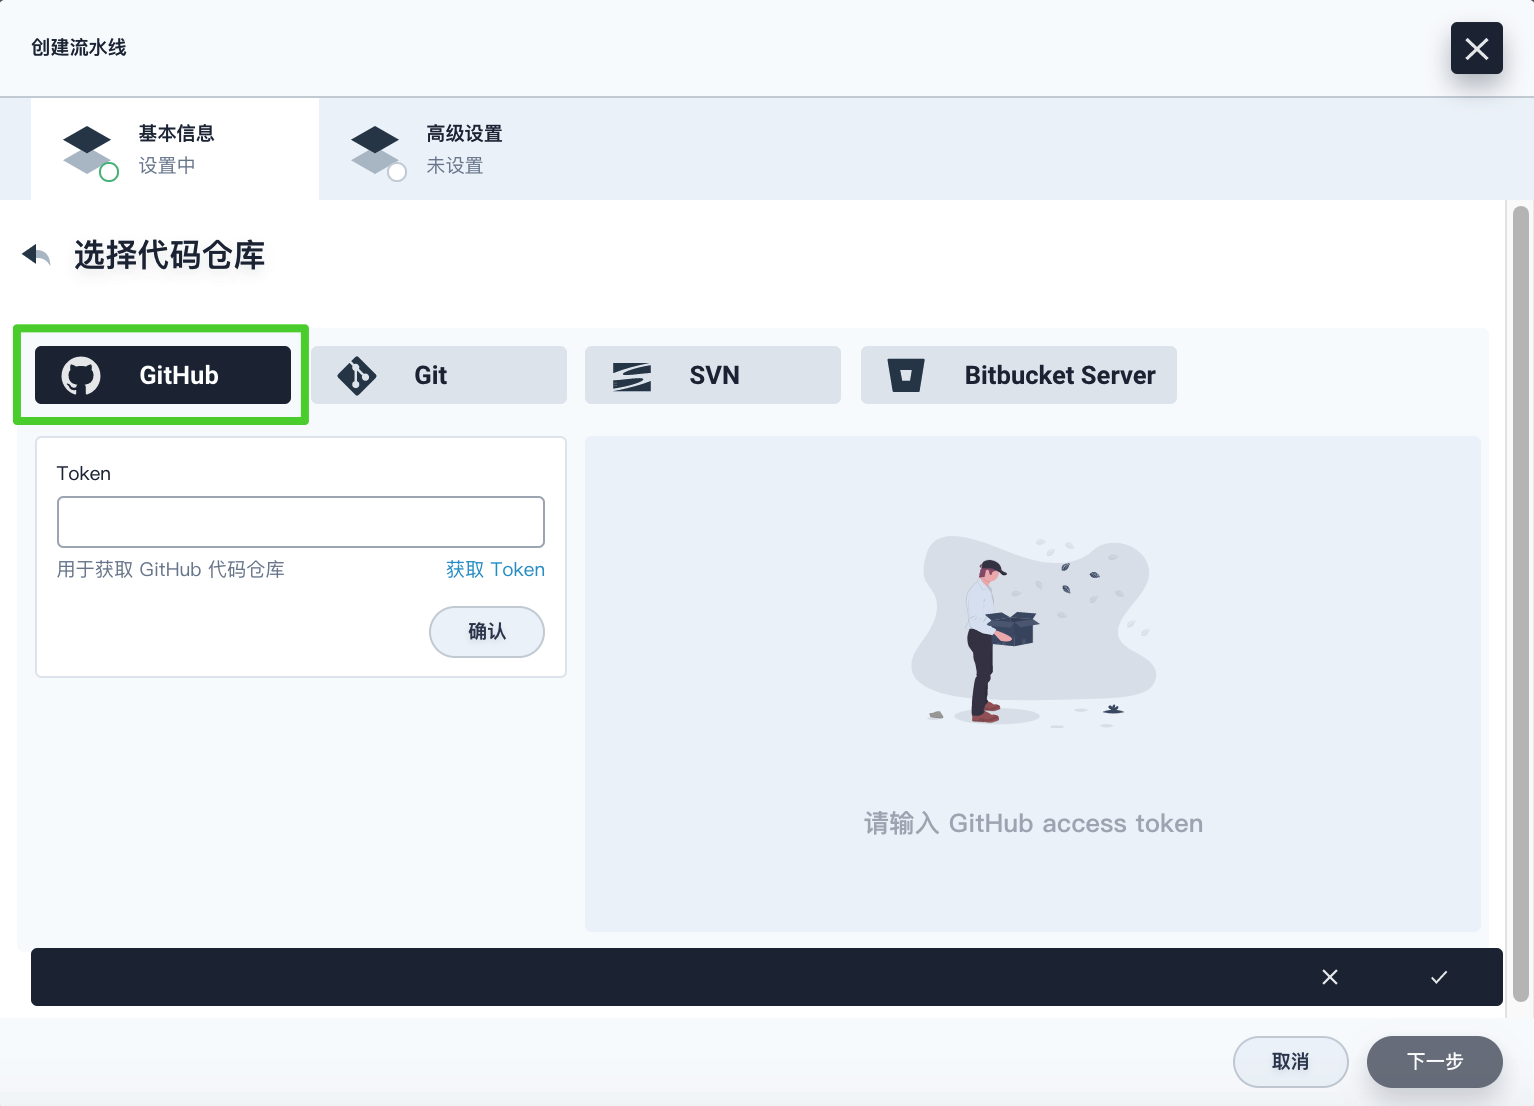 创建流水线
基本信息
设置中
高级设置
未设置
选择代码仓库
GitHub
Git
SVN
Bitbucket Server
Token
用于获取 GitHub 代码仓库
获取 Token
确认
请输入 GitHub access token
取消
下一步